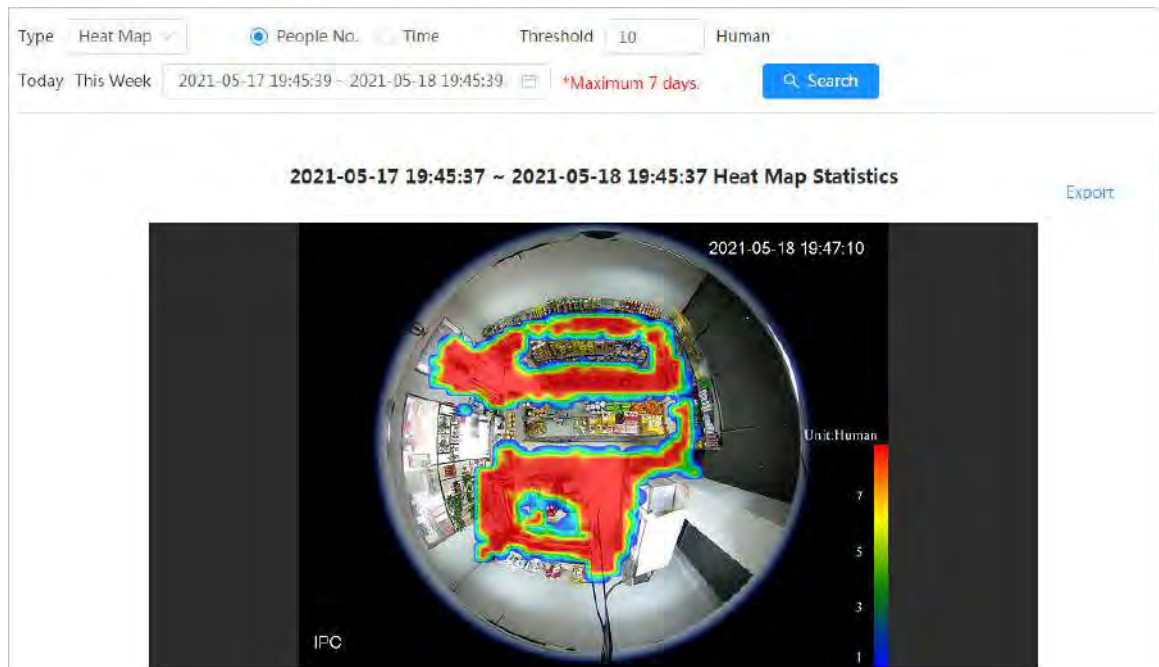 Type Heat Map People No. Time Threshold 10 Human
Today This Week 2021-05-17 19:45:39 ~ 2021-05-18 19:45:39 *Maximum 7 days. Search
2021-05-17 19:45:37 ~ 2021-05-18 19:45:37 Heat Map Statistics
Export
2021-05-18 19:47:10
Unit:Human
7
5
3
1
IPC